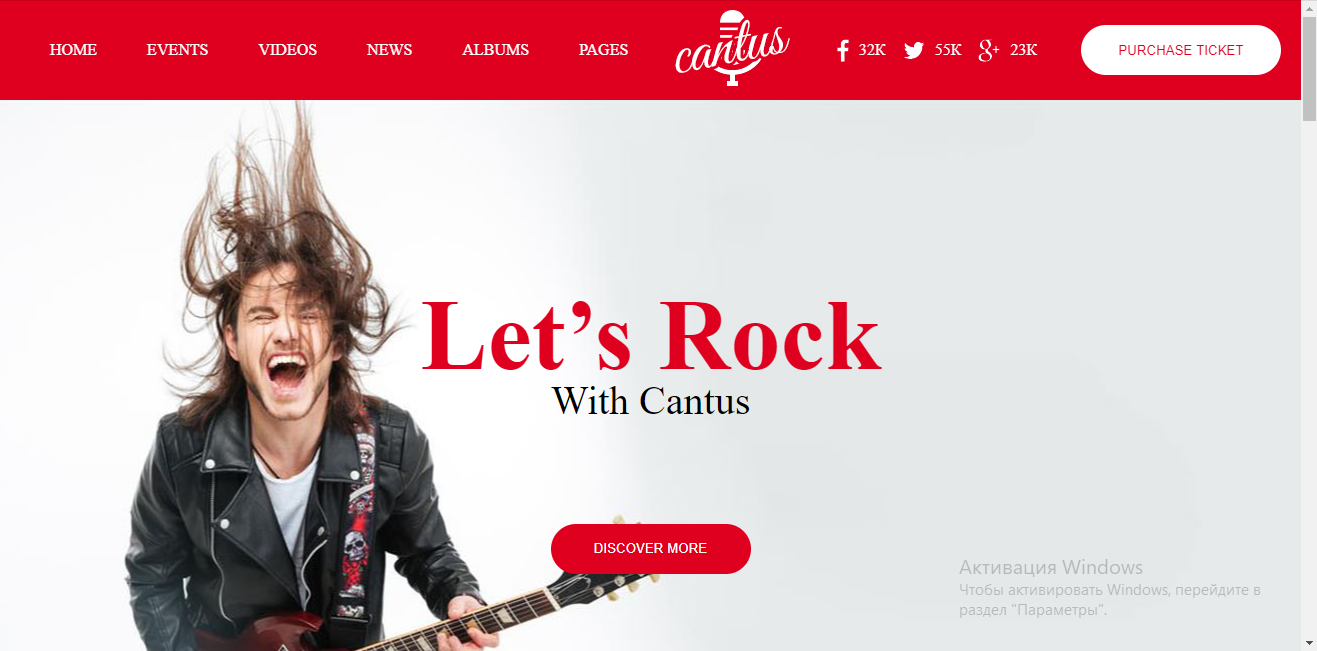 HOME EVENTS VIDEOS NEWS ALBUMS PAGES cantus 32K 55K g+ 23K PURCHASE TICKET
Let’s Rock
With Cantus
DISCOVER MORE
Активация Windows
Чтобы активировать Windows, перейдите в
раздел "Параметры".